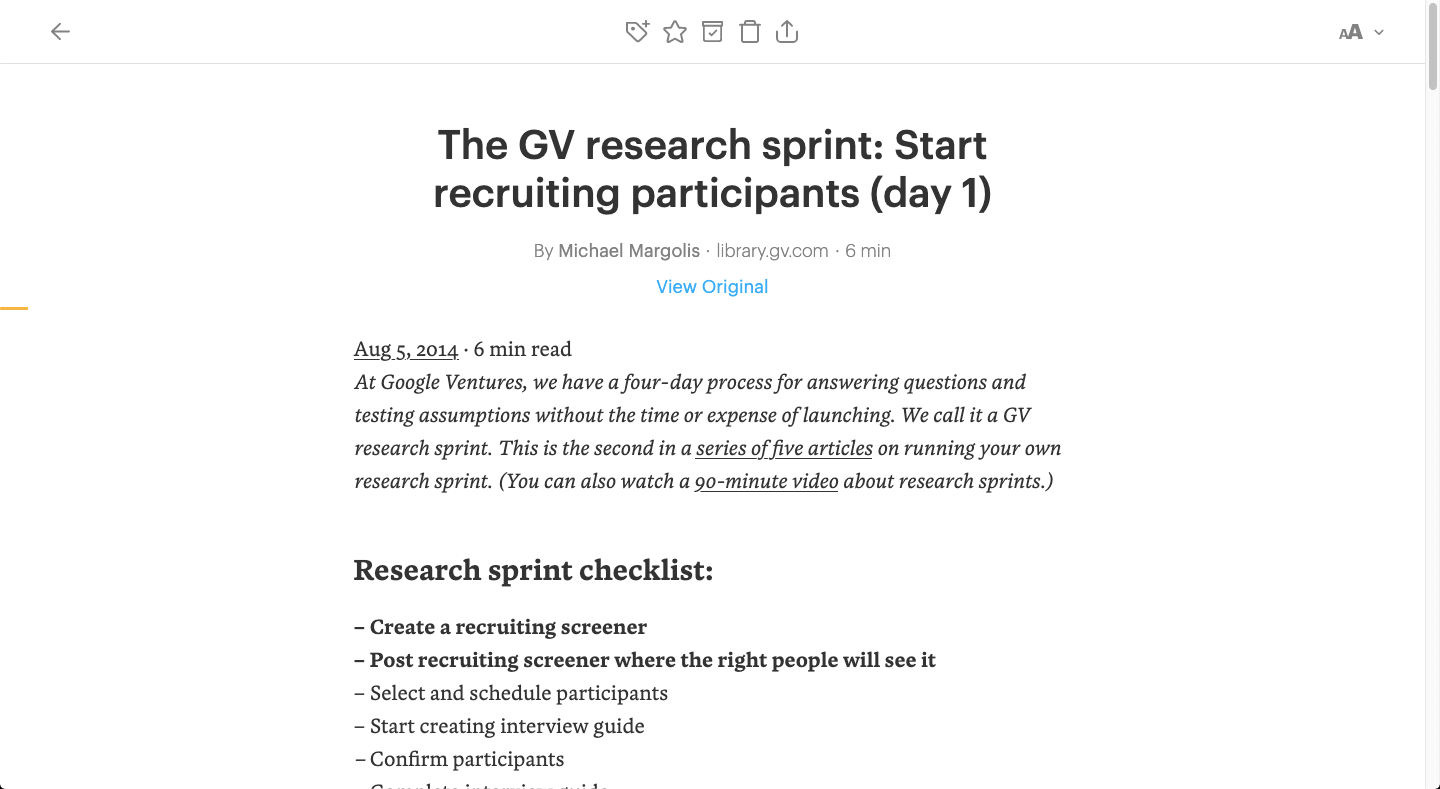 AA
The GV research sprint: Start
recruiting participants (day 1)
By Michael Margolis · library.gv.com · 6 min
View Original
Aug 5, 2014 · 6 min read
At Google Ventures, we have a four-day process for answering questions and
testing assumptions without the time or expense of launching. We call it a GV
research sprint. This is the second in a series of five articles on running your own
research sprint. (You can also watch a 90-minute video about research sprints.)
Research sprint checklist:
– Create a recruiting screener
– Post recruiting screener where the right people will see it
– Select and schedule participants
– Start creating interview guide
– Confirm participants